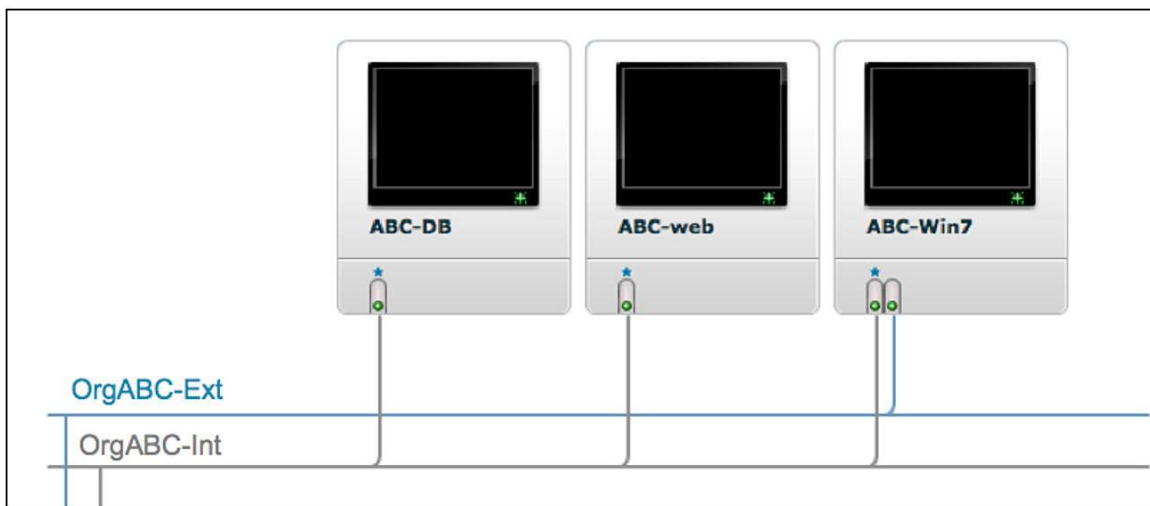 ABC-DB
ABC-web
ABC-Win7
OrgABC-Ext
OrgABC-Int